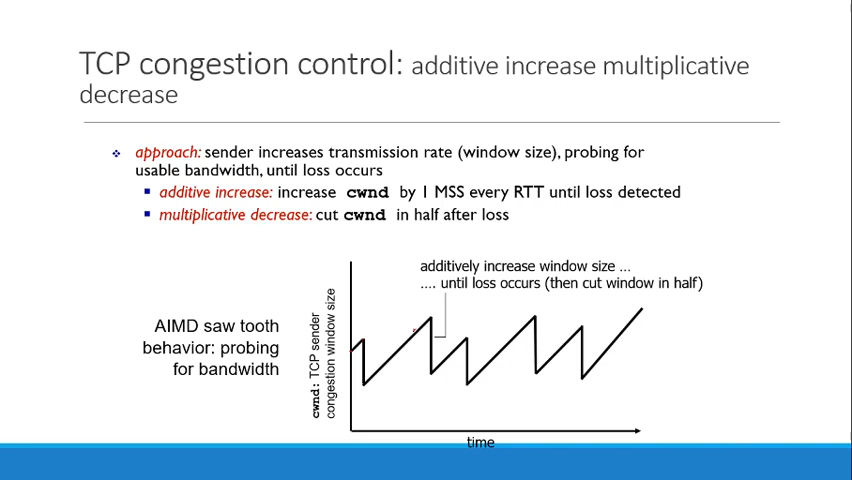 TCP congestion control: additive increase multiplicative
decrease
approach: sender increases transmission rate (window size), probing for
usable bandwidth, until loss occurs
additive increase: increase cwnd by 1 MSS every RTT until loss detected
multiplicative decrease: cut cwnd in half after loss
additively increase window size ...
.... until loss occurs (then cut window in half)
AIMD saw tooth
behavior: probing
for bandwidth
cwnd: TCP sender
congestion window size
time